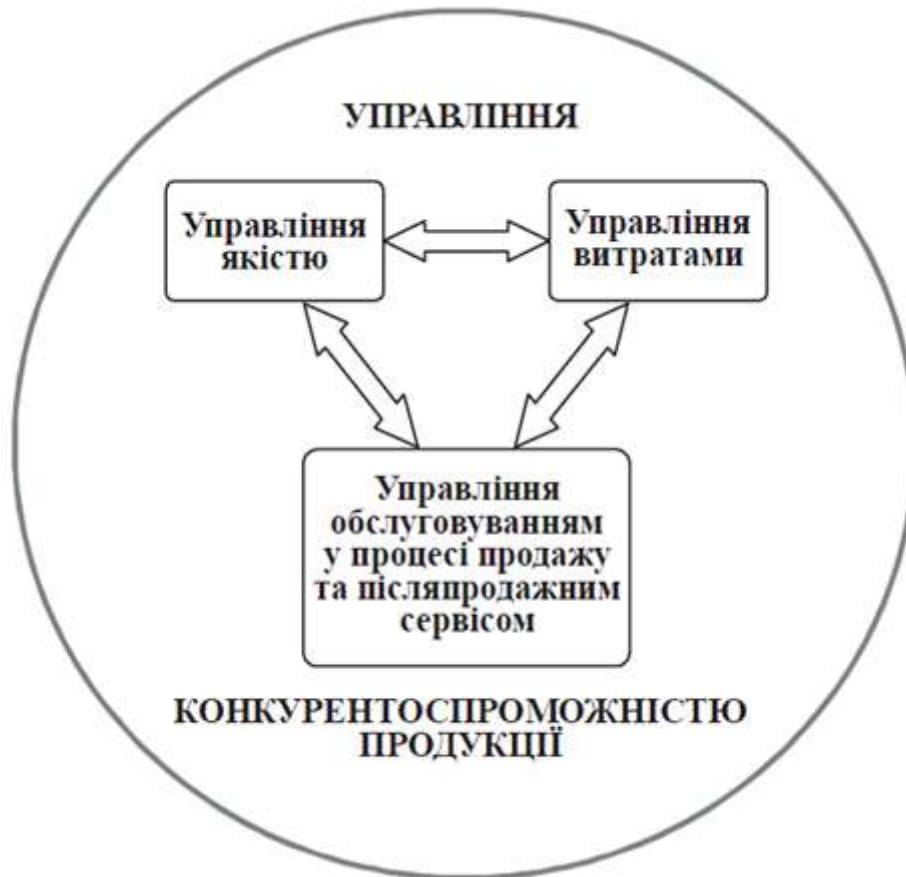 УПРАВЛІННЯ
Управління
якістю
Управління
витратами
Управління
обслуговуванням
у процесі продажу
та післяпродажним
сервісом
КОНКУРЕНТОСПРОМОЖНІСТЮ
ПРОДУКЦІЇ